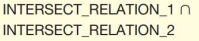 INTERSECT_RELATION_1 ∩
INTERSECT_RELATION_2